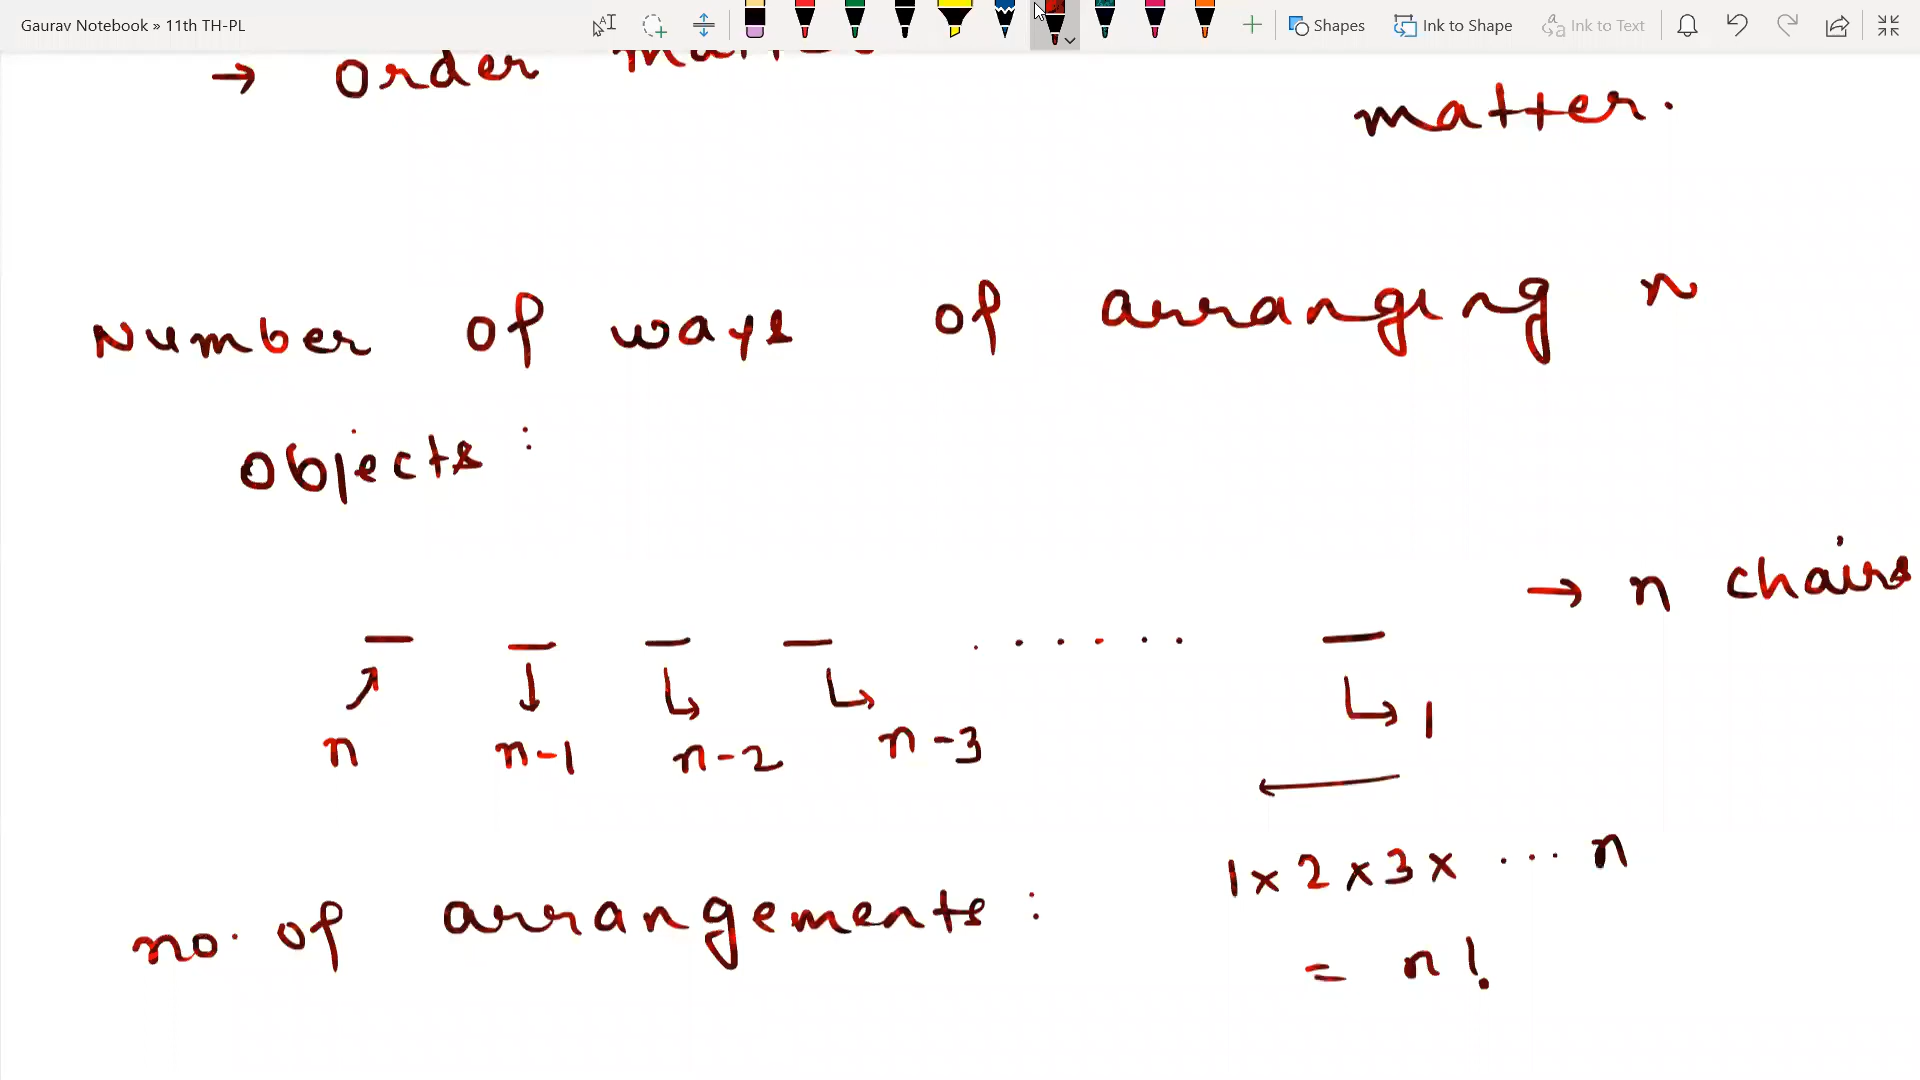 Gaurav Notebook » 11th TH-PL
Shapes
Ink to Shape
Ink to Text
→ order matter
matter.
Number of ways of arranging n
objects :
→ n chairs
n n-1 n-2 n-3 1
1 x 2 x 3 x ... n
no. of arrangements :
= n!